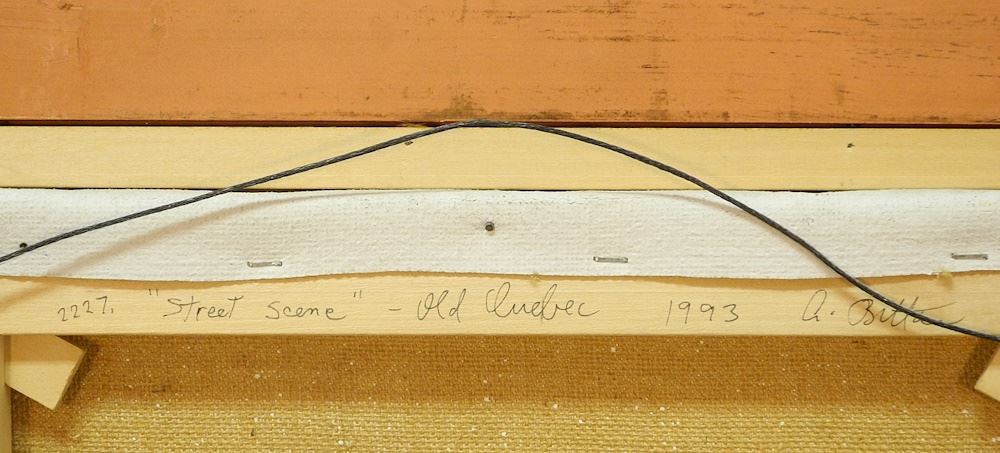 2227. "Street Scene" - Old Quebec 1993 A.